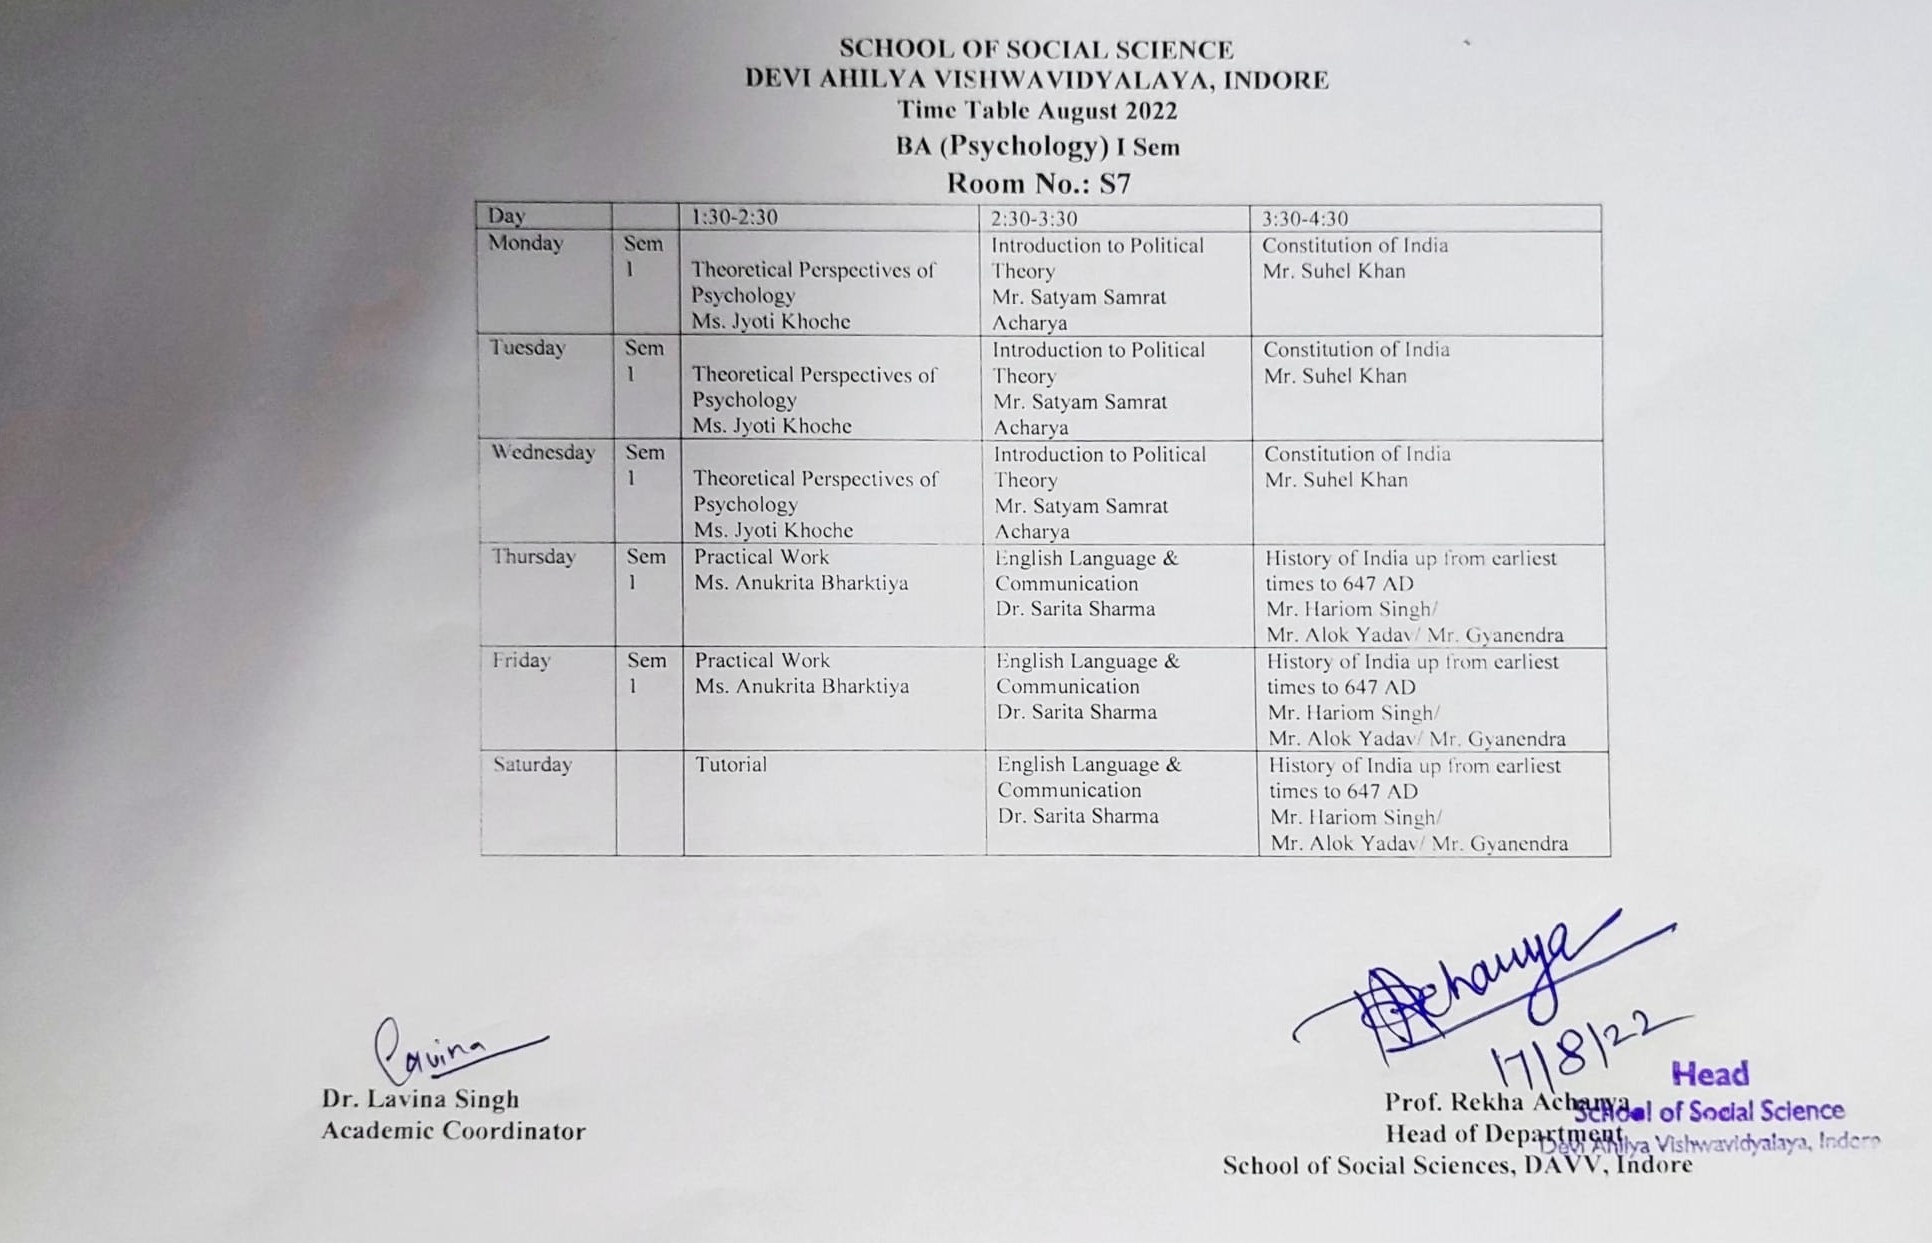 SCHOOL OF SOCIAL SCIENCE
DEVI AHILYA VISHWAVIDYALAYA, INDORE
Time Table August 2022
BA (Psychology) I Sem
Room No.: S7
Day 1:30-2:30 2:30-3:30 3:30-4:30
Monday Sem 1
Theoretical Perspectives of
Psychology
Ms. Jyoti Khoche
Introduction to Political
Theory
Mr. Satyam Samrat
Acharya
Constitution of India
Mr. Suhel Khan
Tuesday Sem 1
Theoretical Perspectives of
Psychology
Ms. Jyoti Khoche
Introduction to Political
Theory
Mr. Satyam Samrat
Acharya
Constitution of India
Mr. Suhel Khan
Wednesday Sem 1
Theoretical Perspectives of
Psychology
Ms. Jyoti Khoche
Introduction to Political
Theory
Mr. Satyam Samrat
Acharya
Constitution of India
Mr. Suhel Khan
Thursday Sem 1
Practical Work
Ms. Anukrita Bharktiya
English Language &
Communication
Dr. Sarita Sharma
History of India up from earliest
times to 647 AD
Mr. Hariom Singh/
Mr. Alok Yadav/ Mr. Gyanendra
Friday Sem 1
Practical Work
Ms. Anukrita Bharktiya
English Language &
Communication
Dr. Sarita Sharma
History of India up from earliest
times to 647 AD
Mr. Hariom Singh/
Mr. Alok Yadav/ Mr. Gyanendra
Saturday
Tutorial
English Language &
Communication
Dr. Sarita Sharma
History of India up from earliest
times to 647 AD
Mr. Hariom Singh/
Mr. Alok Yadav/ Mr. Gyanendra
Lavina
Dr. Lavina Singh
Academic Coordinator
Acharya
17/8/22
Prof. Rekha Acharya
Head of Department
School of Social Sciences, DAVV, Indore
Head
School of Social Science
Devi Ahilya Vishwavidyalaya, Indore